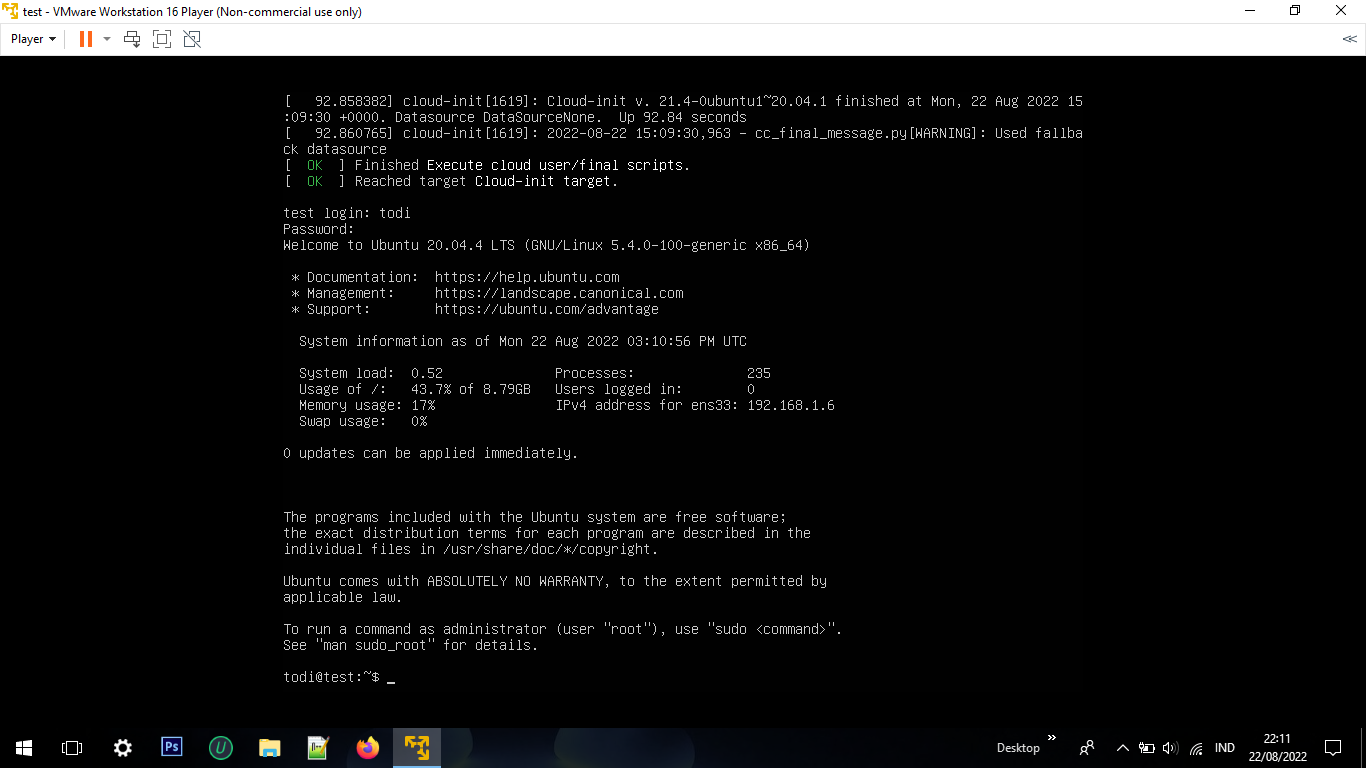 test - VMware Workstation 16 Player (Non-commercial use only)
Player
[   92.858382] cloud-init[1619]: Cloud-init v. 21.4-0ubuntu1~20.04.1 finished at Mon, 22 Aug 2022 15
:09:30 +0000. Datasource DataSourceNone.  Up 92.84 seconds
[   92.860765] cloud-init[1619]: 2022-08-22 15:09:30,963 - cc_final_message.py[WARNING]: Used fallba
ck datasource
[  OK  ] Finished Execute cloud user/final scripts.
[  OK  ] Reached target Cloud-init target.
test login: todi
Password:
Welcome to Ubuntu 20.04.4 LTS (GNU/Linux 5.4.0-100-generic x86_64)
* Documentation:  https://help.ubuntu.com
* Management:     https://landscape.canonical.com
* Support:        https://ubuntu.com/advantage
System information as of Mon 22 Aug 2022 03:10:56 PM UTC
System load:  0.52              Processes:              235
Usage of /:   43.7% of 8.79GB   Users logged in:        0
Memory usage: 17%               IPv4 address for ens33: 192.168.1.6
Swap usage:   0%
0 updates can be applied immediately.
The programs included with the Ubuntu system are free software;
the exact distribution terms for each program are described in the
individual files in /usr/share/doc/*/copyright.
Ubuntu comes with ABSOLUTELY NO WARRANTY, to the extent permitted by
applicable law.
To run a command as administrator (user "root"), use "sudo <command>".
See "man sudo_root" for details.
todi@test:~$ _
Ps
U
Desktop
IND
22:11
22/08/2022